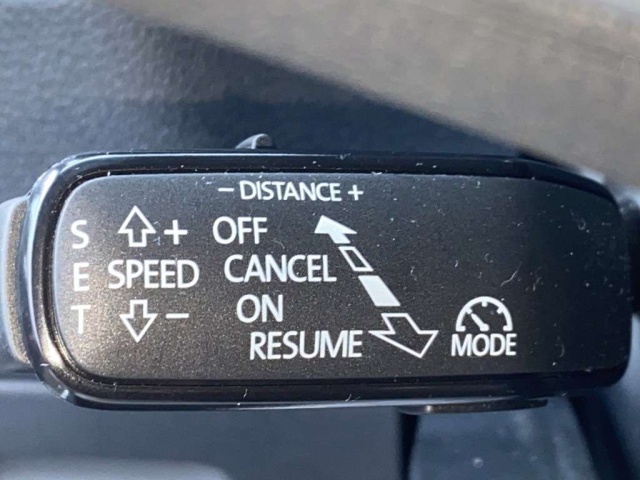 - DISTANCE +
S + OFF
E SPEED CANCEL
T - ON
RESUME
MODE